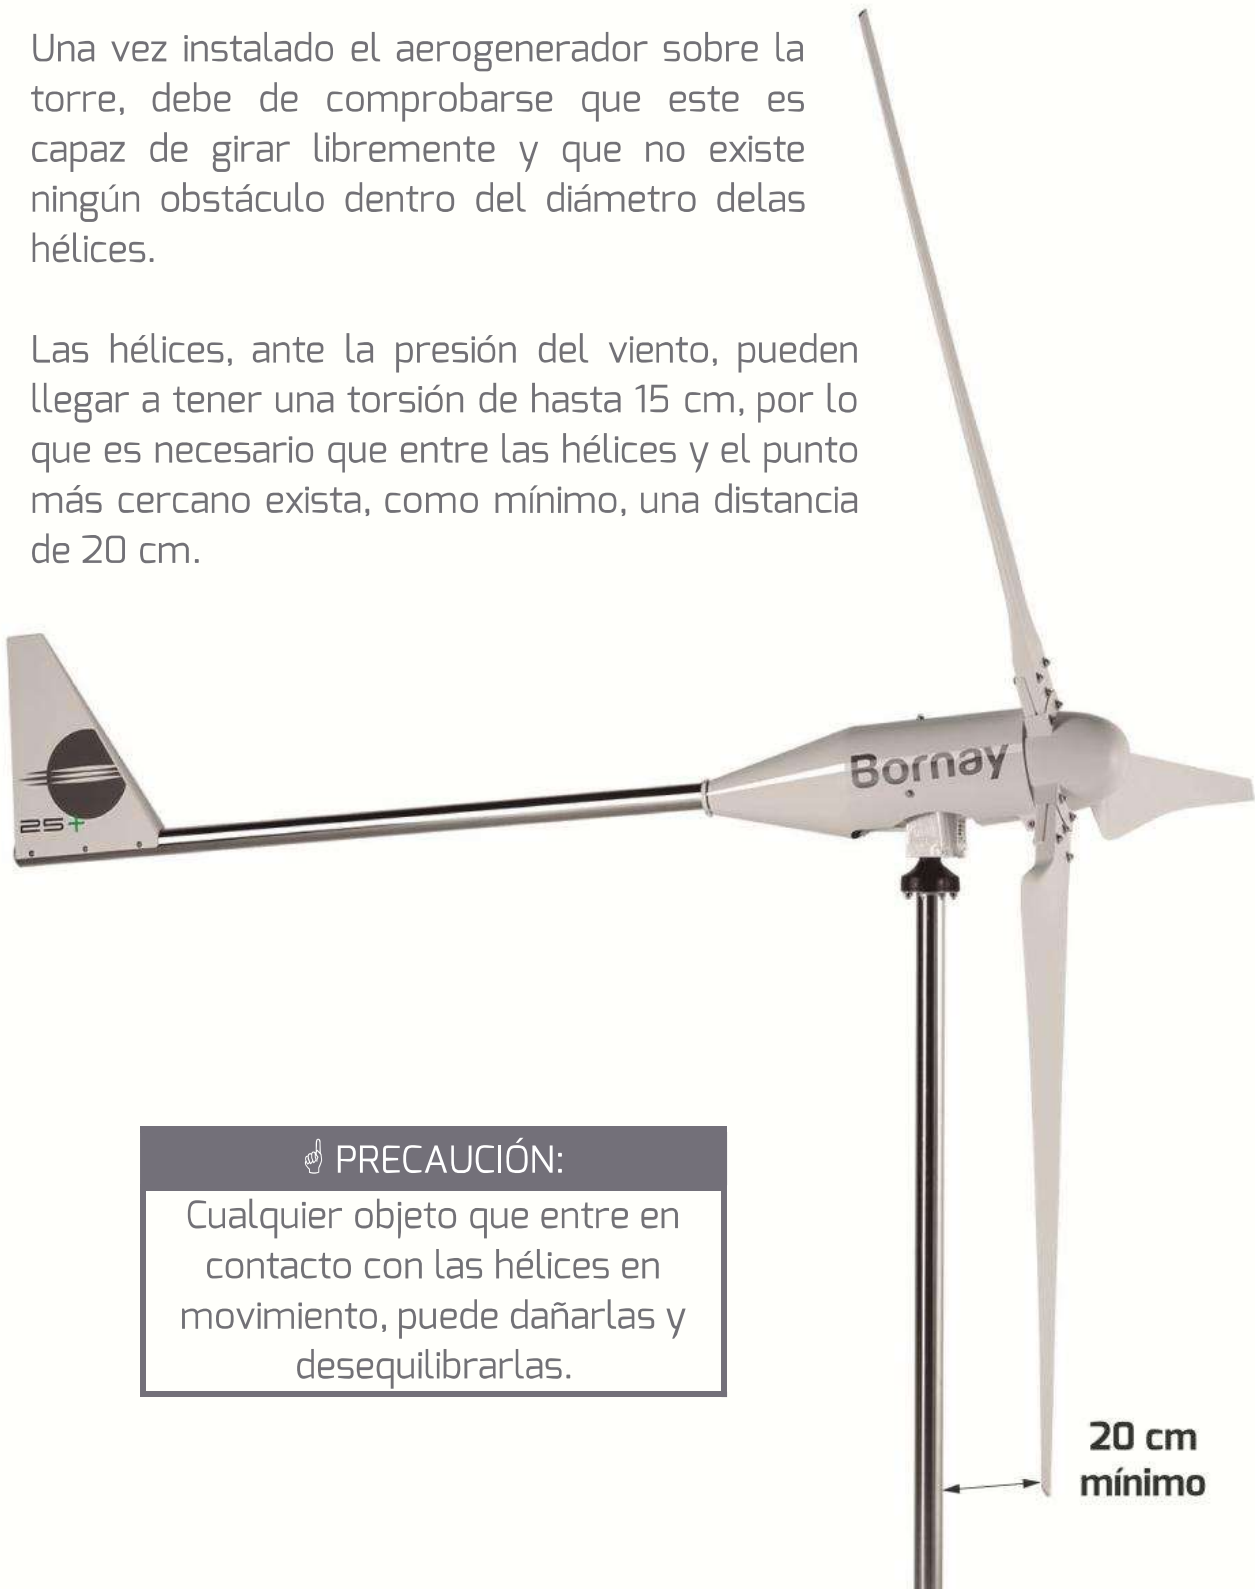 Una vez instalado el aerogenerador sobre la
torre, debe de comprobarse que este es
capaz de girar libremente y que no existe
ningún obstáculo dentro del diámetro delas
hélices.
Las hélices, ante la presión del viento, pueden
llegar a tener una torsión de hasta 15 cm, por lo
que es necesario que entre las hélices y el punto
más cercano exista, como mínimo, una distancia
de 20 cm.
Bornay
25+
☝ PRECAUCIÓN:
Cualquier objeto que entre en
contacto con las hélices en
movimiento, puede dañarlas y
desequilibrarlas.
20 cm
mínimo